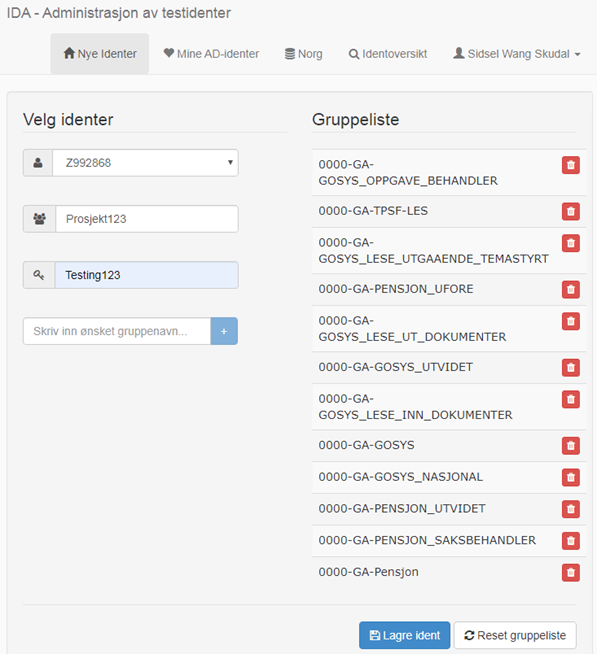 IDA - Administrasjon av testidenter
Nye Identer
Mine AD-identer
Norg
Identoversikt
Sidsel Wang Skudal
Velg identer
Z992868
Prosjekt123
Testing123
Skriv inn ønsket gruppenavn...
+
Gruppeliste
0000-GA-
GOSYS_OPPGAVE_BEHANDLER
0000-GA-TPSF-LES
0000-GA-
GOSYS_LESE_UTGAAENDE_TEMASTYRT
0000-GA-PENSJON_UFORE
0000-GA-
GOSYS_LESE_UT_DOKUMENTER
0000-GA-GOSYS_UTVIDET
0000-GA-
GOSYS_LESE_INN_DOKUMENTER
0000-GA-GOSYS
0000-GA-GOSYS_NASJONAL
0000-GA-PENSJON_UTVIDET
0000-GA-PENSJON_SAKSBEHANDLER
0000-GA-Pensjon
Lagre ident
Reset gruppeliste